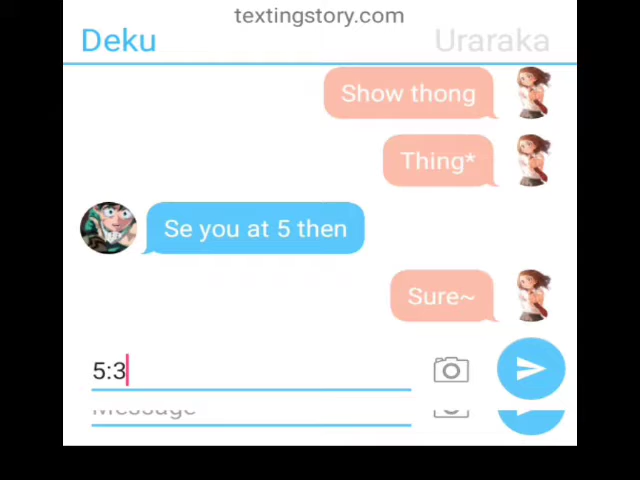 textingstory.com
Deku Uraraka
Show thong
Thing*
Se you at 5 then
Sure~
5:3
Message